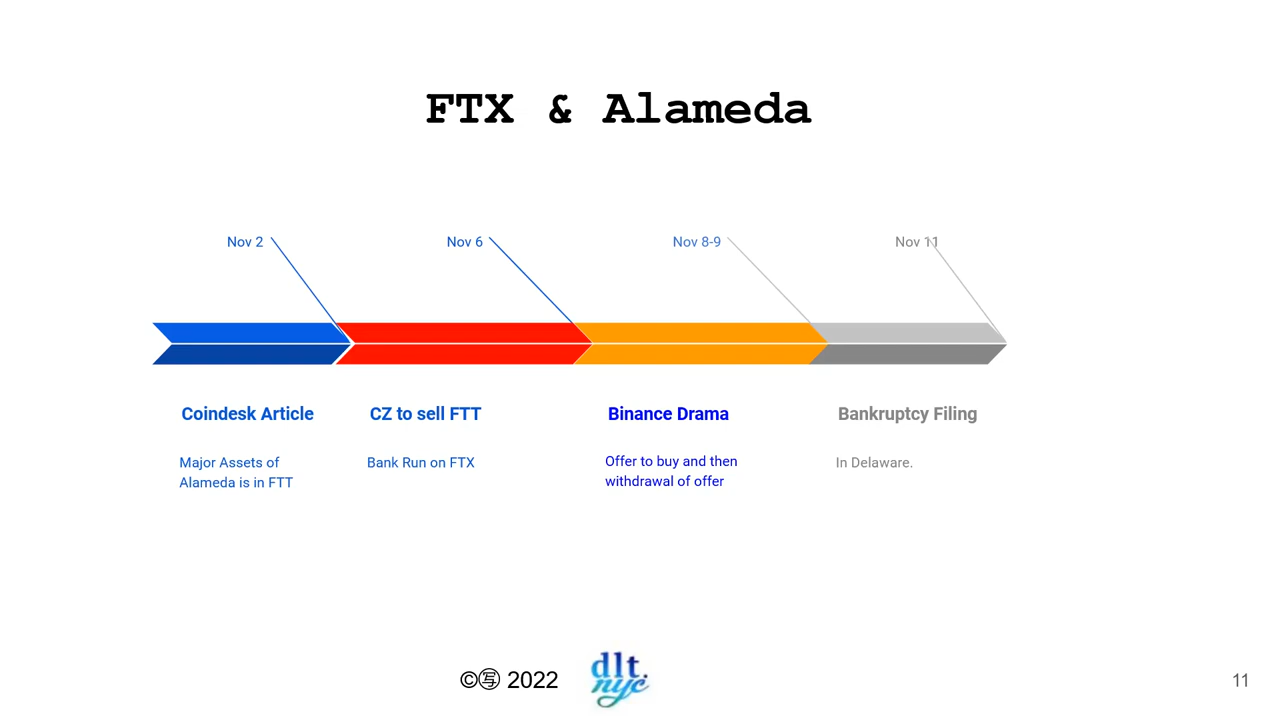 FTX & Alameda
Nov 2
Nov 6
Nov 8-9
Nov 11
Coindesk Article
CZ to sell FTT
Binance Drama
Bankruptcy Filing
Major Assets of
Alameda is in FTT
Bank Run on FTX
Offer to buy and then
withdrawal of offer
In Delaware.
©㊢ 2022
dlt.
nyc
11